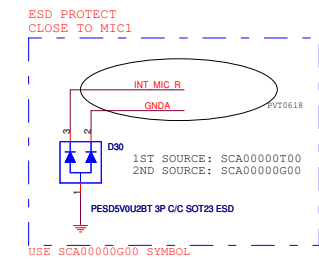 ESD PROTECT
CLOSE TO MIC1
INT_MIC_R
GNDA
PVT0618
3
2
D30
1ST SOURCE: SCA00000T00
2ND SOURCE: SCA00000G00
1
PESD5V0U2BT 3P C/C SOT23 ESD
USE SCA00000G00 SYMBOL